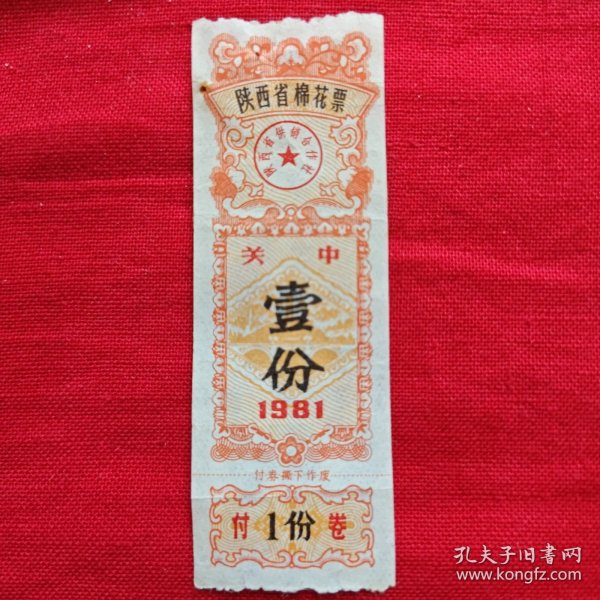 陕西省棉花票
陕西省供销合作社
关中
壹
份
1981
付券撕下作废
付1份券
孔夫子旧书网
www.kongfz.com